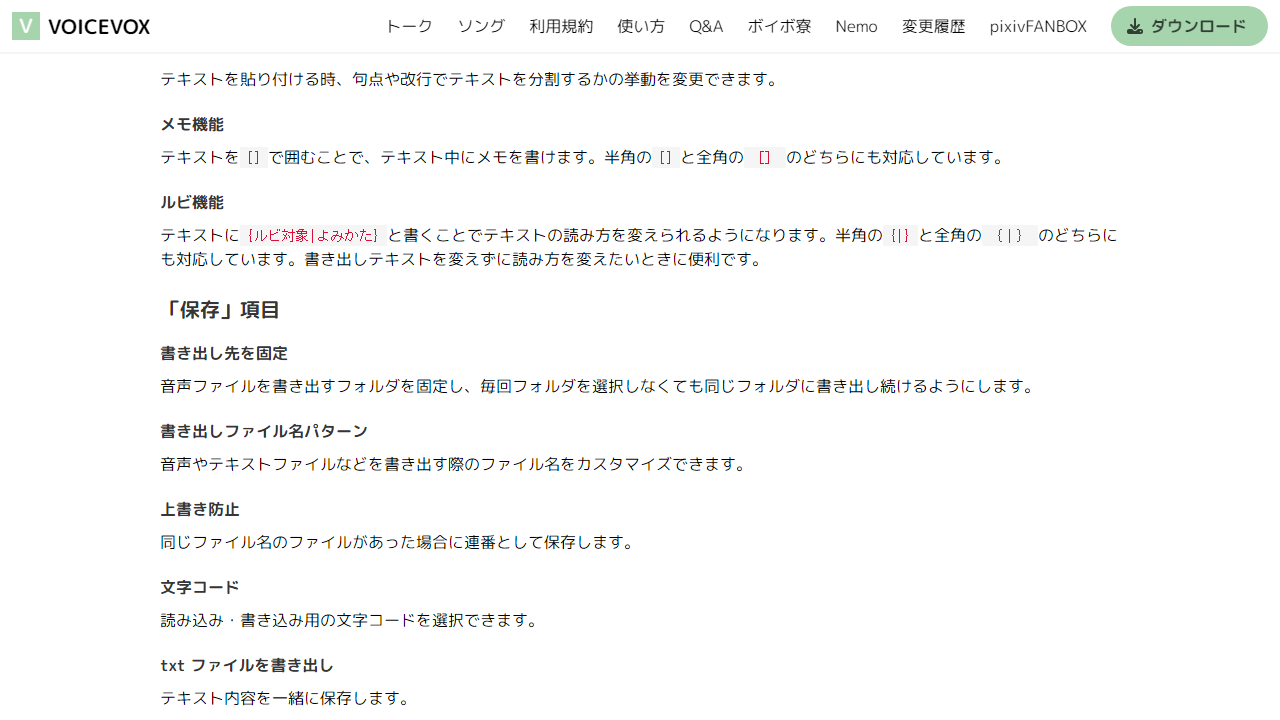 V VOICEVOX トーク ソング 利用規約 使い方 Q&A ボイボ寮 Nemo 変更履歴 pixivFANBOX ダウンロード
テキストを貼り付ける時、句点や改行でテキストを分割するかの挙動を変更できます。
メモ機能
テキストを [] で囲むことで、テキスト中にメモを書けます。半角の [] と全角の ［］ のどちらにも対応しています。
ルビ機能
テキストに {ルビ対象|よみかた} と書くことでテキストの読み方を変えられるようになります。半角の {|} と全角の ｛｜｝ のどちらに
も対応しています。書き出しテキストを変えずに読み方を変えたいときに便利です。
「保存」項目
書き出し先を固定
音声ファイルを書き出すフォルダを固定し、毎回フォルダを選択しなくても同じフォルダに書き出し続けるようにします。
書き出しファイル名パターン
音声やテキストファイルなどを書き出す際のファイル名をカスタマイズできます。
上書き防止
同じファイル名のファイルがあった場合に連番として保存します。
文字コード
読み込み・書き込み用の文字コードを選択できます。
txt ファイルを書き出し
テキスト内容を一緒に保存します。